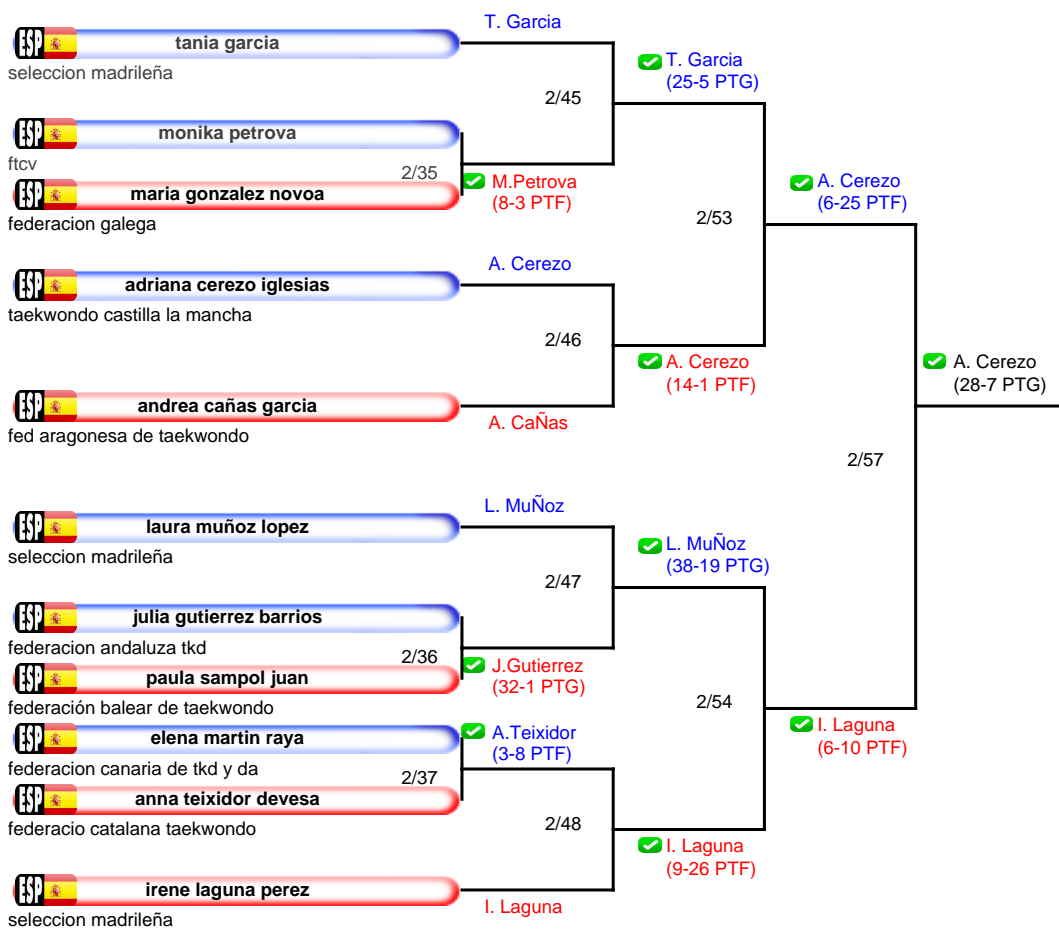 T. Garcia
ESP
tania garcia
seleccion madrileña
T. Garcia
(25-5 PTG)
2/45
ESP
monika petrova
ftcv
2/35
ESP
maria gonzalez novoa
federacion galega
M.Petrova
(8-3 PTF)
A. Cerezo
(6-25 PTF)
2/53
A. Cerezo
ESP
adriana cerezo iglesias
taekwondo castilla la mancha
2/46
A. Cerezo
(14-1 PTF)
A. Cerezo
(28-7 PTG)
ESP
andrea cañas garcia
fed aragonesa de taekwondo
A. CaÑas
2/57
L. MuÑoz
ESP
laura muñoz lopez
seleccion madrileña
L. MuÑoz
(38-19 PTG)
2/47
ESP
julia gutierrez barrios
federacion andaluza tkd
2/36
ESP
paula sampol juan
federación balear de taekwondo
J.Gutierrez
(32-1 PTG)
2/54
I. Laguna
(6-10 PTF)
ESP
elena martin raya
federacion canaria de tkd y da
A.Teixidor
(3-8 PTF)
2/37
ESP
anna teixidor devesa
federacio catalana taekwondo
2/48
I. Laguna
(9-26 PTF)
ESP
irene laguna perez
seleccion madrileña
I. Laguna